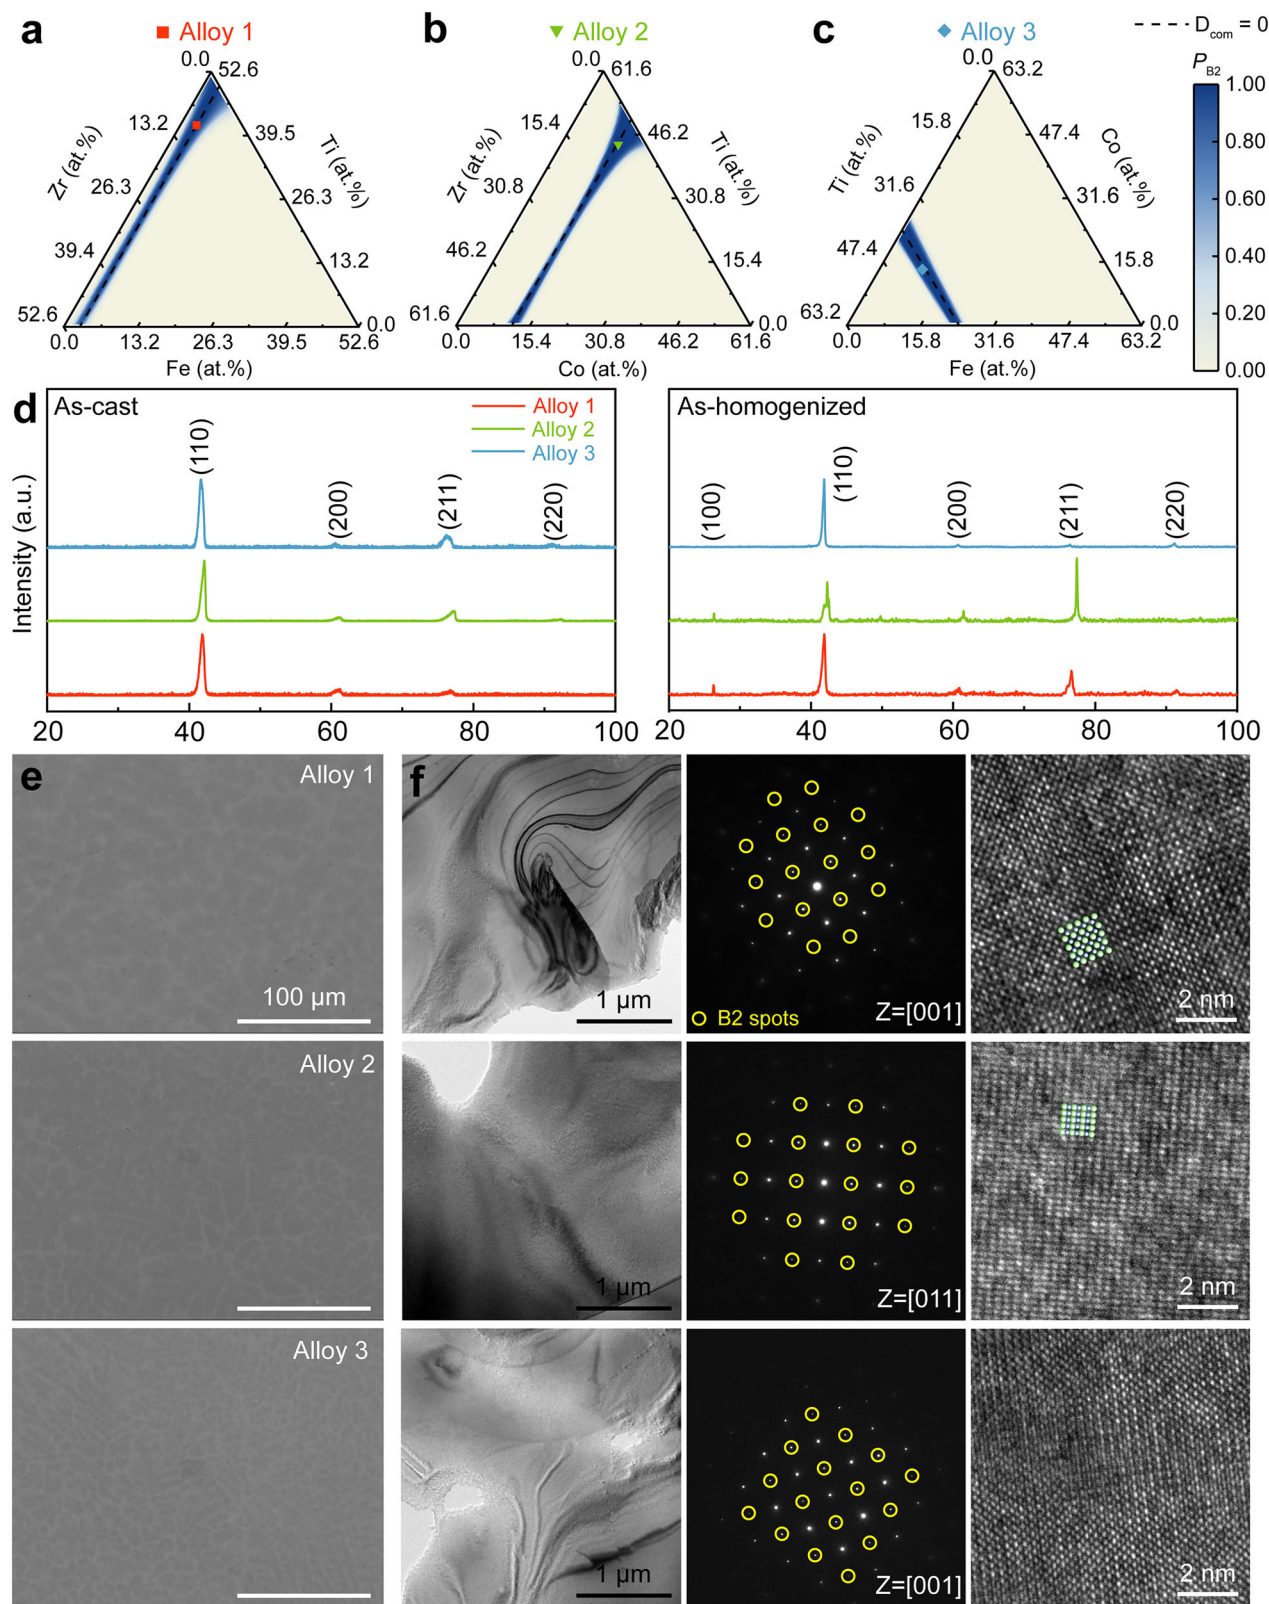 a
Alloy 1
b
Alloy 2
c
Alloy 3
D_com = 0
P_B2
0.0
52.6
13.2
39.5
Zr (at.%)
Ti (at.%)
26.3
26.3
39.4
13.2
52.6
0.0
0.0
13.2
26.3
39.5
52.6
Fe (at.%)
0.0
61.6
15.4
46.2
Zr (at.%)
Ti (at.%)
30.8
30.8
46.2
15.4
61.6
0.0
0.0
15.4
30.8
46.2
61.6
Co (at.%)
0.0
63.2
15.8
47.4
Ti (at.%)
Co (at.%)
31.6
31.6
47.4
15.8
63.2
0.0
0.0
15.8
31.6
47.4
63.2
Fe (at.%)
1.00
0.80
0.60
0.40
0.20
0.00
d
As-cast
Alloy 1
Alloy 2
Alloy 3
Intensity (a.u.)
(110)
(200)
(211)
(220)
20
40
60
80
100
As-homogenized
(100)
(110)
(200)
(211)
(220)
20
40
60
80
100
e
Alloy 1
100 μm
f
1 μm
B2 spots
Z=[001]
2 nm
Alloy 2
1 μm
Z=[011]
2 nm
Alloy 3
1 μm
Z=[001]
2 nm